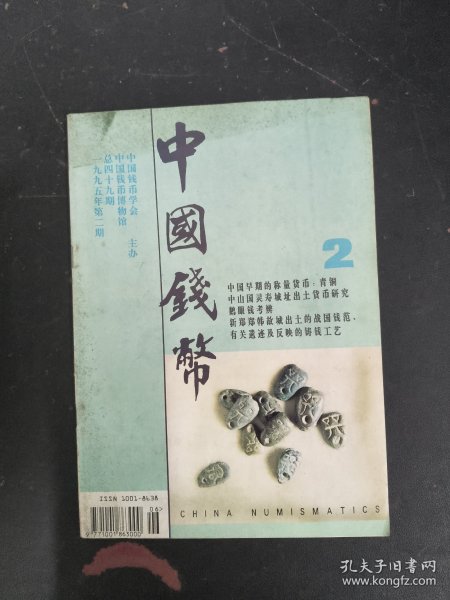 中國錢幣
中国钱币学会
中国钱币博物馆
主办
总四十九期
一九九五年第二期
2
中国早期的称量货币：青铜
中山国灵寿城址出土货币研究
鹅眼钱考辨
新郑郑韩故城出土的战国钱范、
有关遗迹及反映的铸钱工艺
ISSN 1001-8638
06>
9 771001 863000
CHINA NUMISMATICS
孔夫子旧书网
www.kongfz.com